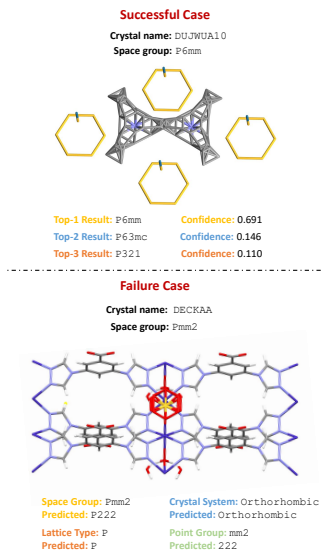 Successful Case
Crystal name: DUJWUA10
Space group: P6mm
Top-1 Result: P6mm Confidence: 0.691
Top-2 Result: P63mc Confidence: 0.146
Top-3 Result: P321 Confidence: 0.110
Failure Case
Crystal name: DECKAA
Space group: Pmm2
Space Group: Pmm2 Crystal System: Orthorhombic
Predicted: P222 Predicted: Orthorhombic
Lattice Type: P Point Group: mm2
Predicted: P Predicted: 222